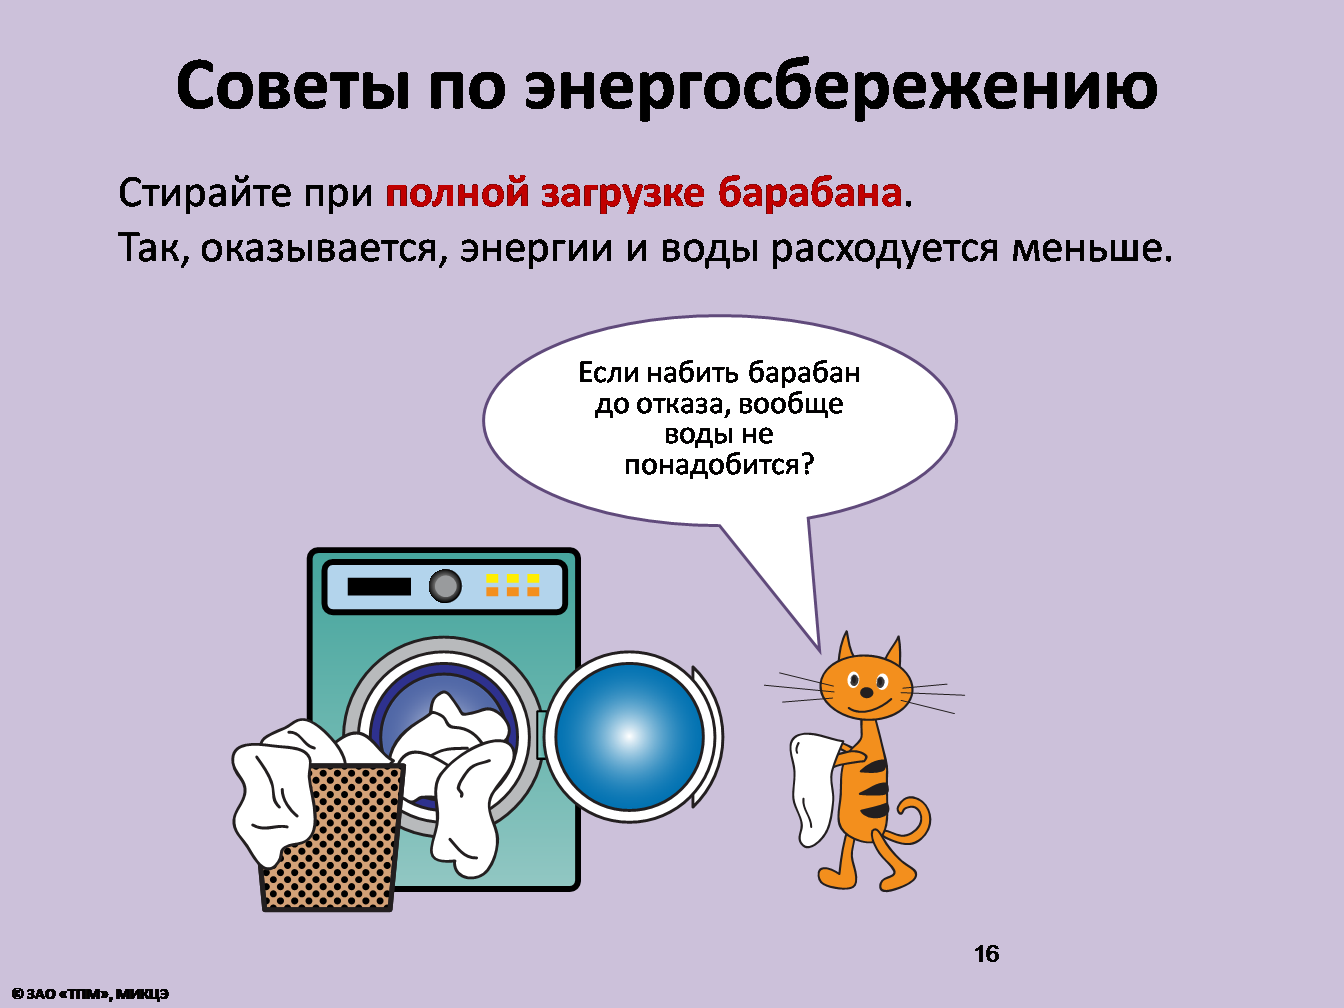 Советы по энергосбережению
Стирайте при полной загрузке барабана.
Так, оказывается, энергии и воды расходуется меньше.
Если набить барабан
до отказа, вообще
воды не
понадобится?
16
© ЗАО «ТПМ», МИКЦЭ